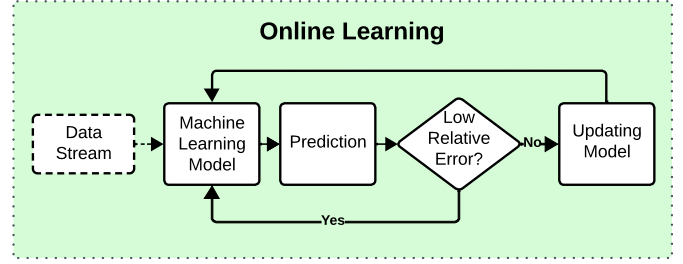 Online Learning
Data
Stream
Machine
Learning
Model
Prediction
Low
Relative
Error?
No
Updating
Model
Yes